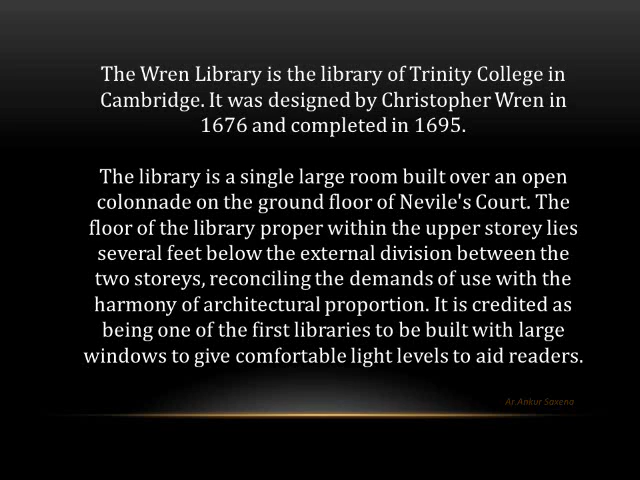 The Wren Library is the library of Trinity College in
Cambridge. It was designed by Christopher Wren in
1676 and completed in 1695.
The library is a single large room built over an open
colonnade on the ground floor of Nevile's Court. The
floor of the library proper within the upper storey lies
several feet below the external division between the
two storeys, reconciling the demands of use with the
harmony of architectural proportion. It is credited as
being one of the first libraries to be built with large
windows to give comfortable light levels to aid readers.
Ar.Ankur Saxena